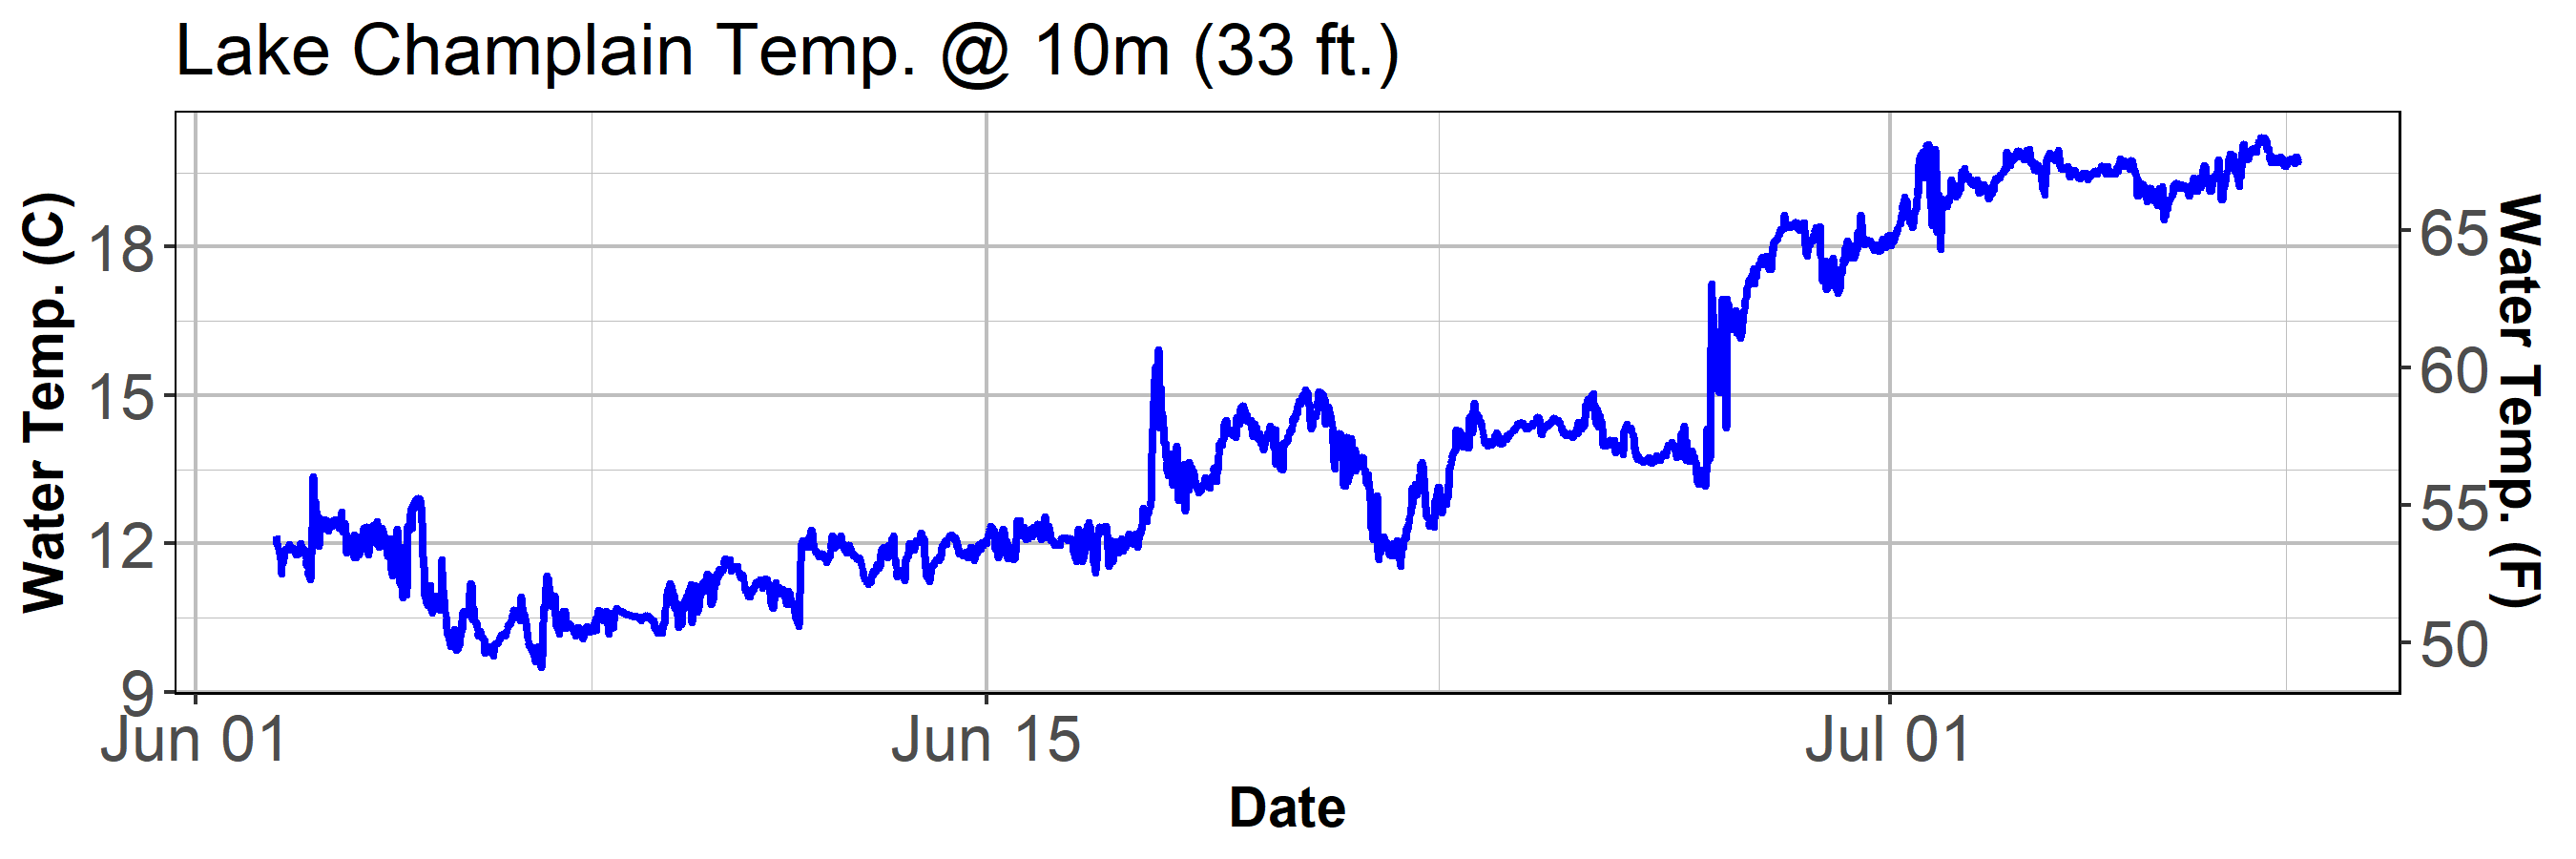 Lake Champlain Temp. @ 10m (33 ft.)
Water Temp. (C)
18
15
12
9
65
60
55
50
Water Temp. (F)
Jun 01
Jun 15
Jul 01
Date